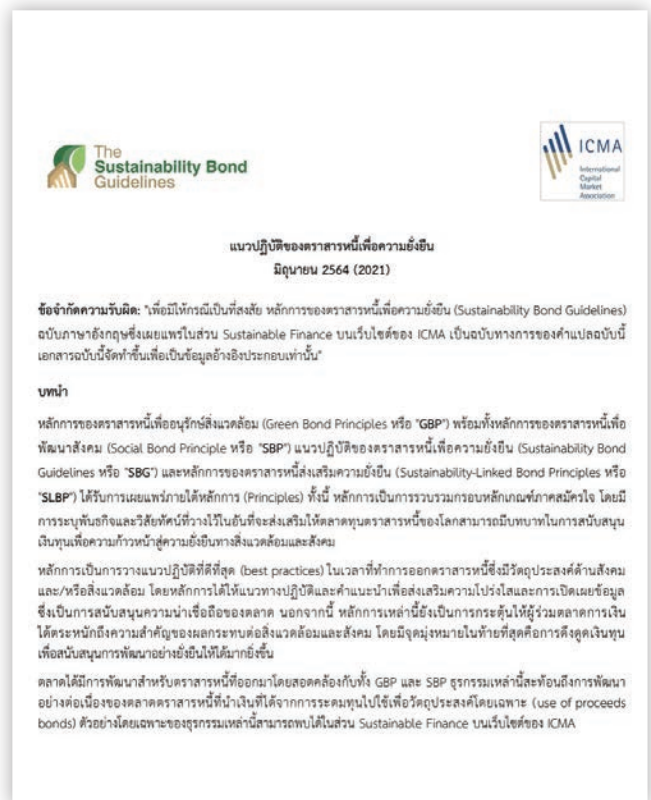 The
Sustainability Bond
Guidelines
ICMA
International
Capital
Market
Association
แนวปฏิบัติของตราสารหนี้เพื่อความยั่งยืน
มิถุนายน 2564 (2021)
ข้อจำกัดความรับผิด: "เพื่อมิให้กรณีเป็นที่สงสัย หลักการของตราสารหนี้เพื่อความยั่งยืน (Sustainability Bond Guidelines)
ฉบับภาษาอังกฤษซึ่งเผยแพร่ในส่วน Sustainable Finance บนเว็บไซต์ของ ICMA เป็นฉบับทางการของคำแปลฉบับนี้
เอกสารฉบับนี้จัดทำขึ้นเพื่อเป็นข้อมูลอ้างอิงประกอบเท่านั้น"
บทนำ
หลักการของตราสารหนี้เพื่ออนุรักษ์สิ่งแวดล้อม (Green Bond Principles หรือ "GBP") พร้อมทั้งหลักการของตราสารหนี้เพื่อ
พัฒนาสังคม (Social Bond Principle หรือ "SBP") แนวปฏิบัติของตราสารหนี้เพื่อความยั่งยืน (Sustainability Bond
Guidelines หรือ "SBG") และหลักการของตราสารหนี้ส่งเสริมความยั่งยืน (Sustainability-Linked Bond Principles หรือ
"SLBP") ได้รับการเผยแพร่ภายใต้หลักการ (Principles) ทั้งนี้ หลักการเป็นการรวบรวมกรอบหลักเกณฑ์ภาคสมัครใจ โดยมี
การระบุพันธกิจและวิสัยทัศน์ที่วางไว้ในอันที่จะส่งเสริมให้ตลาดทุนตราสารหนี้ของโลกสามารถมีบทบาทในการสนับสนุน
เงินทุนเพื่อความก้าวหน้าสู่ความยั่งยืนทางสิ่งแวดล้อมและสังคม
หลักการเป็นการวางแนวปฏิบัติที่ดีที่สุด (best practices) ในเวลาที่ทำการออกตราสารหนี้ซึ่งมีวัตถุประสงค์ด้านสังคม
และ/หรือสิ่งแวดล้อม โดยหลักการได้ให้แนวทางปฏิบัติและคำแนะนำเพื่อส่งเสริมความโปร่งใสและการเปิดเผยข้อมูล
ซึ่งเป็นการสนับสนุนความน่าเชื่อถือของตลาด นอกจากนี้ หลักการเหล่านี้ยังเป็นการกระตุ้นให้ผู้ร่วมตลาดการเงิน
ได้ตระหนักถึงความสำคัญของผลกระทบต่อสิ่งแวดล้อมและสังคม โดยมีจุดมุ่งหมายในท้ายที่สุดคือการดึงดูดเงินทุน
เพื่อสนับสนุนการพัฒนาอย่างยั่งยืนให้ได้มากยิ่งขึ้น
ตลาดได้มีการพัฒนาสำหรับตราสารหนี้ที่ออกมาโดยสอดคล้องกับทั้ง GBP และ SBP ธุรกรรมเหล่านี้สะท้อนถึงการพัฒนา
อย่างต่อเนื่องของตลาดตราสารหนี้ที่นำเงินที่ได้จากการระดมทุนไปใช้เพื่อวัตถุประสงค์โดยเฉพาะ (use of proceeds
bonds) ตัวอย่างโดยเฉพาะของธุรกรรมเหล่านี้สามารถพบได้ในส่วน Sustainable Finance บนเว็บไซต์ของ ICMA